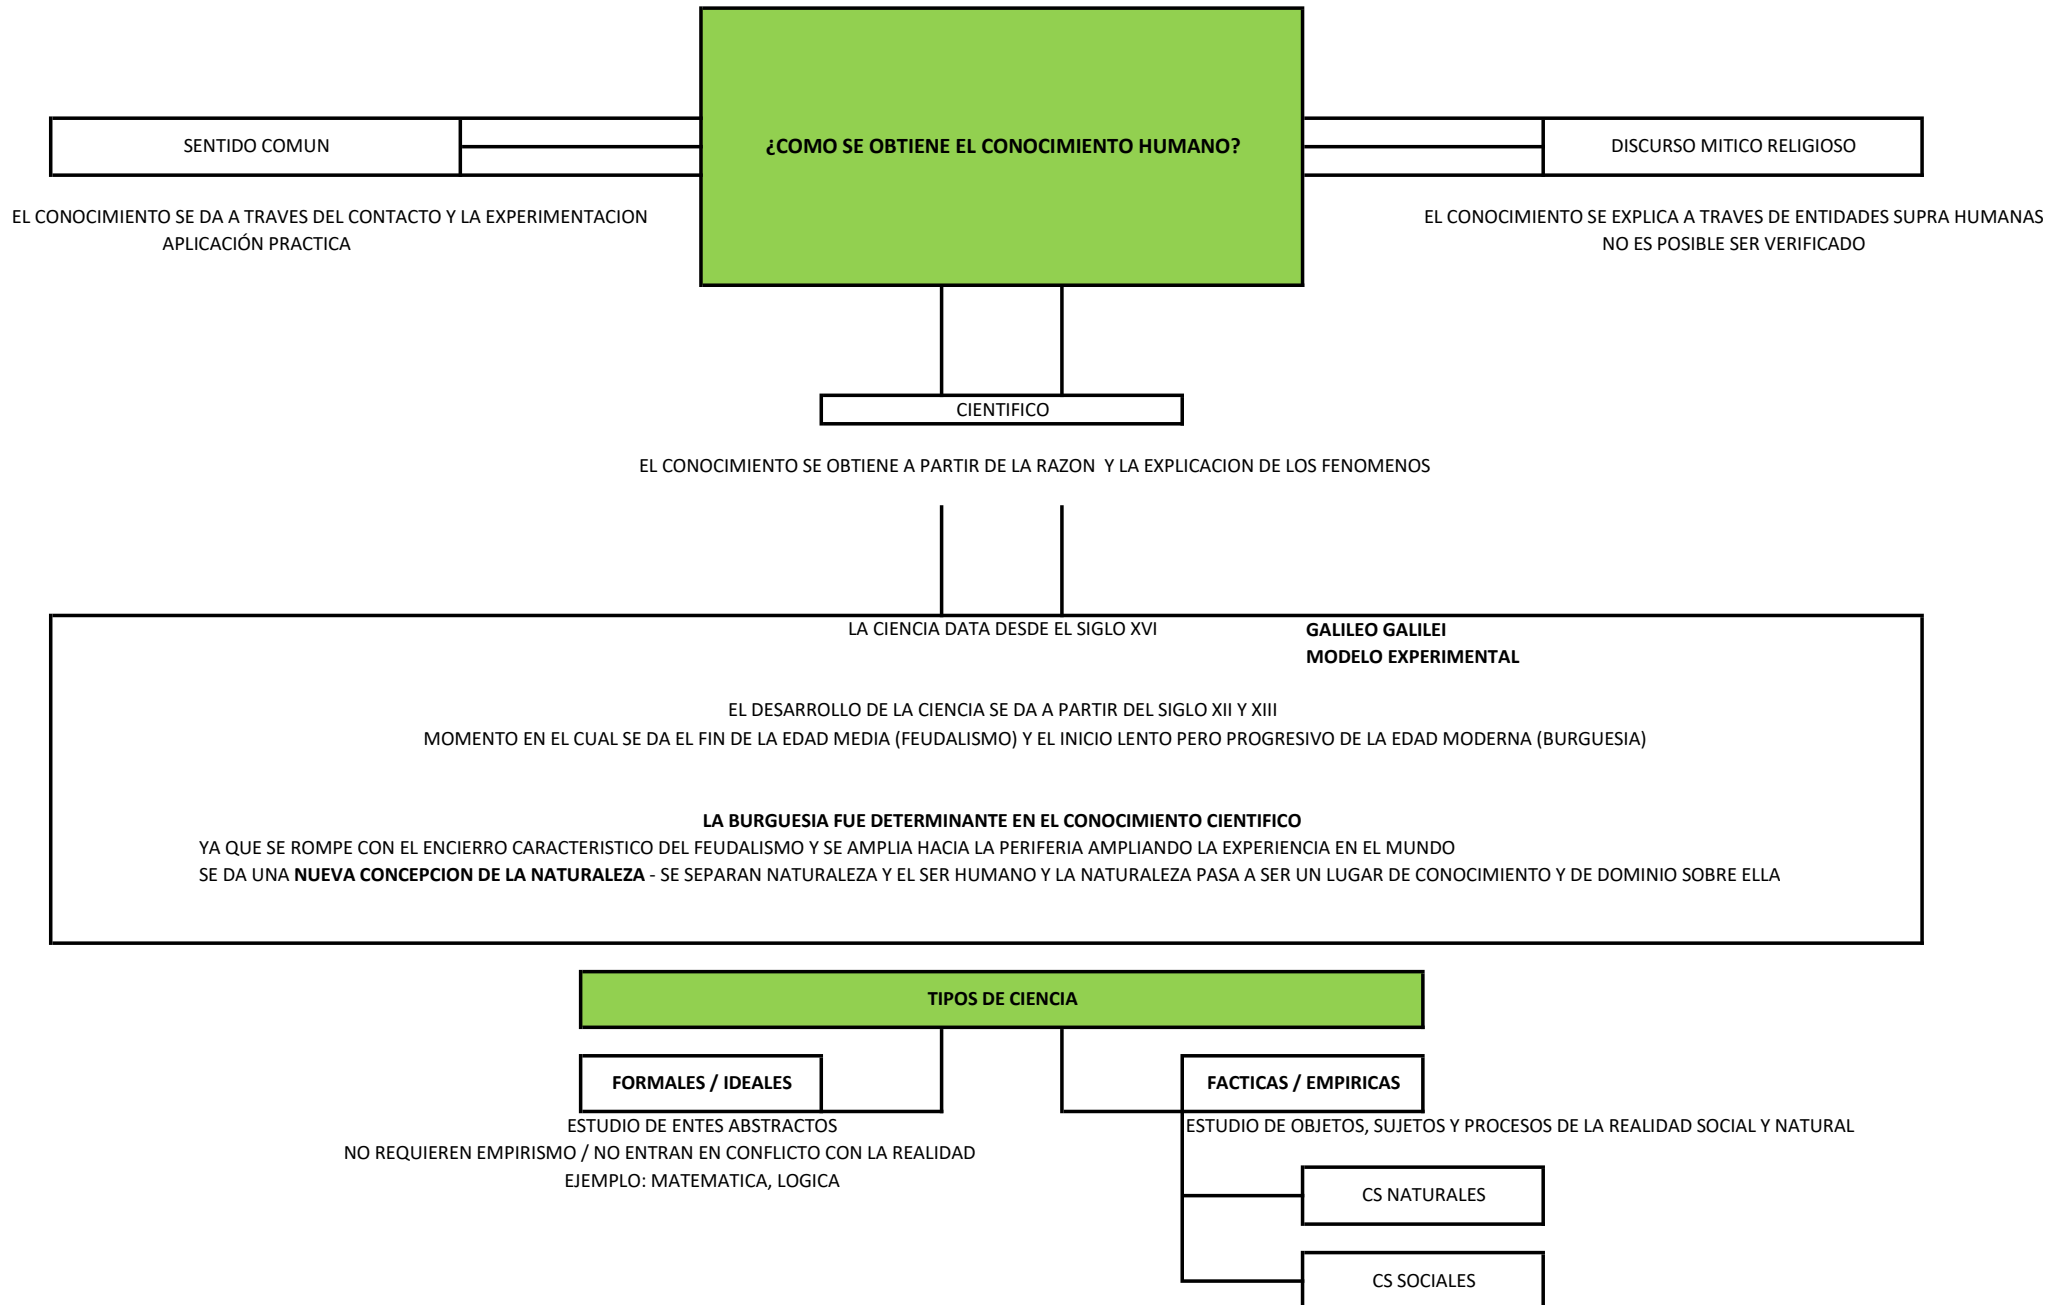 ¿COMO SE OBTIENE EL CONOCIMIENTO HUMANO?
SENTIDO COMUN
DISCURSO MITICO RELIGIOSO
EL CONOCIMIENTO SE DA A TRAVES DEL CONTACTO Y LA EXPERIMENTACION
APLICACIÓN PRACTICA
EL CONOCIMIENTO SE EXPLICA A TRAVES DE ENTIDADES SUPRA HUMANAS
NO ES POSIBLE SER VERIFICADO
CIENTIFICO
EL CONOCIMIENTO SE OBTIENE A PARTIR DE LA RAZON Y LA EXPLICACION DE LOS FENOMENOS
LA CIENCIA DATA DESDE EL SIGLO XVI
GALILEO GALILEI
MODELO EXPERIMENTAL
EL DESARROLLO DE LA CIENCIA SE DA A PARTIR DEL SIGLO XII Y XIII
MOMENTO EN EL CUAL SE DA EL FIN DE LA EDAD MEDIA (FEUDALISMO) Y EL INICIO LENTO PERO PROGRESIVO DE LA EDAD MODERNA (BURGUESIA)
LA BURGUESIA FUE DETERMINANTE EN EL CONOCIMIENTO CIENTIFICO
YA QUE SE ROMPE CON EL ENCIERRO CARACTERISTICO DEL FEUDALISMO Y SE AMPLIA HACIA LA PERIFERIA AMPLIANDO LA EXPERIENCIA EN EL MUNDO
SE DA UNA NUEVA CONCEPCION DE LA NATURALEZA - SE SEPARAN NATURALEZA Y EL SER HUMANO Y LA NATURALEZA PASA A SER UN LUGAR DE CONOCIMIENTO Y DE DOMINIO SOBRE ELLA
TIPOS DE CIENCIA
FORMALES / IDEALES
FACTICAS / EMPIRICAS
ESTUDIO DE ENTES ABSTRACTOS
NO REQUIEREN EMPIRISMO / NO ENTRAN EN CONFLICTO CON LA REALIDAD
EJEMPLO: MATEMATICA, LOGICA
ESTUDIO DE OBJETOS, SUJETOS Y PROCESOS DE LA REALIDAD SOCIAL Y NATURAL
CS NATURALES
CS SOCIALES